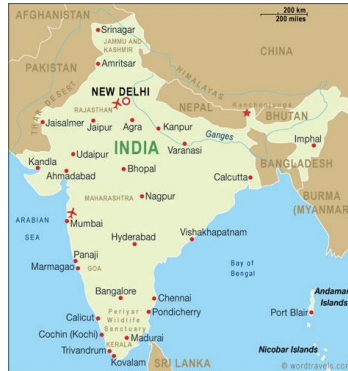 AFGHANISTAN
200 km
200 miles
Srinagar
JAMMU AND
KASHMIR
CHINA
PAKISTAN
Amritsar
HIMALAYAS
NEW DELHI
THAR DESERT
RAJASTHAN
NEPAL
Kanchenjunga
BHUTAN
Jaisalmer
Jaipur
Agra
Kanpur
Ganges
Imphal
Varanasi
INDIA
BANGLADESH
Kandla
Udaipur
Ahmadabad
Bhopal
Calcutta
BURMA
(MYANMAR)
MAHARASHTRA
Nagpur
ARABIAN
SEA
Mumbai
Vishakhapatnam
Hyderabad
Panaji
Marmagao
GOA
Bay of
Bengal
Bangalore
Chennai
Andaman
Islands
Calicut
Periyar
Wildlife
Sanctuary
Pondicherry
Port Blair
Cochin (Kochi)
Madurai
KERALA
Trivandrum
Kovalam
Nicobar Islands
SRI LANKA
© wordtravels.com